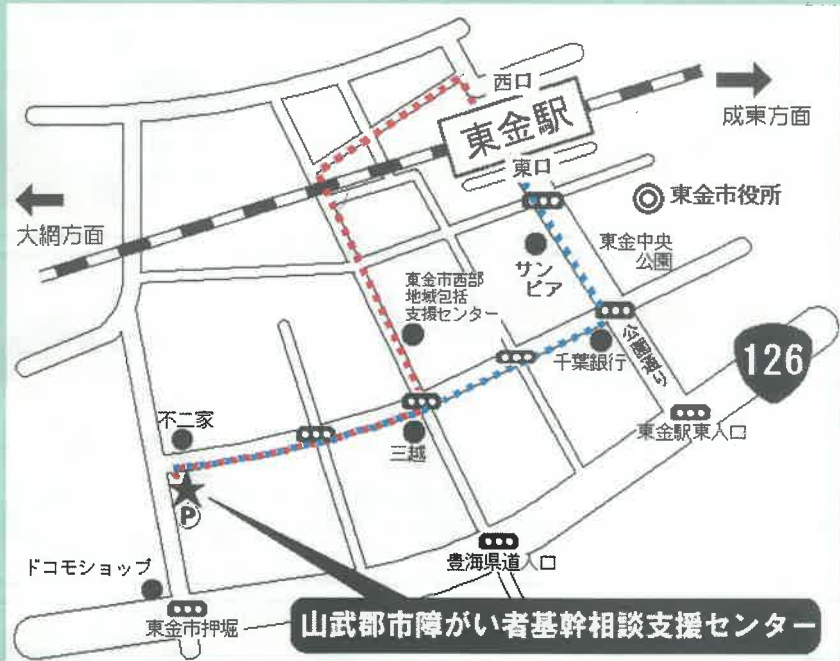 西口
東金駅
東口
成東方面
大網方面
東金市役所
東金中央
公園
サン
ピア
東金市西部
地域包括
支援センター
千葉銀行
公園通り
126
東金駅東入口
不二家
三越
P
豊海県道入口
ドコモショップ
東金市押堀
山武郡市障がい者基幹相談支援センター